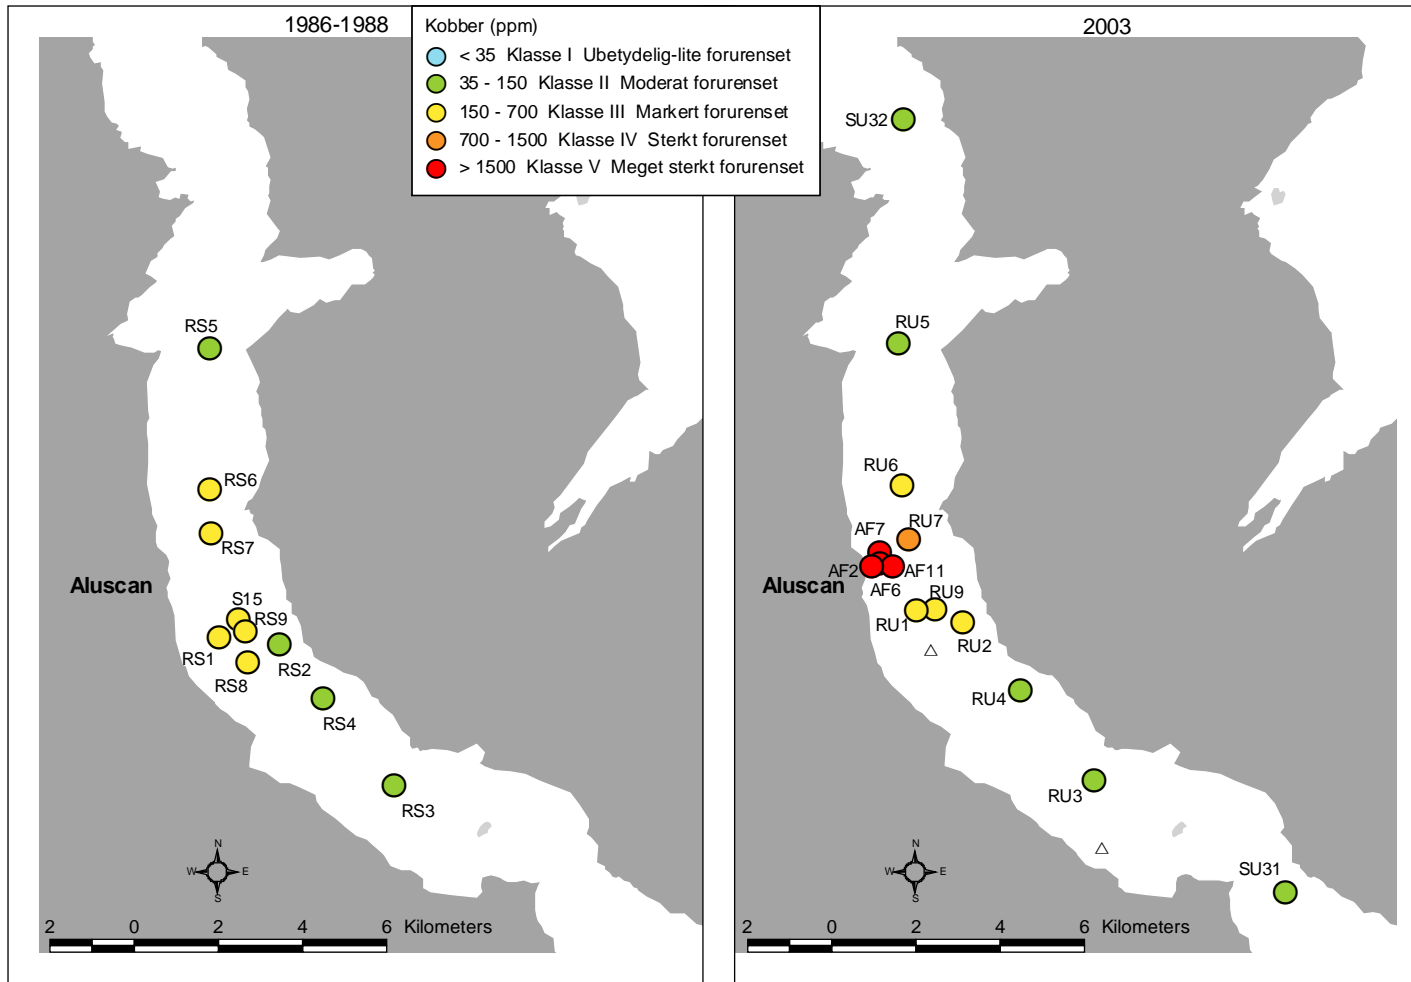 1986-1988
Kobber (ppm)
< 35 Klasse I Ubetydelig-lite forurenset
35 - 150 Klasse II Moderat forurenset
150 - 700 Klasse III Markert forurenset
700 - 1500 Klasse IV Sterkt forurenset
> 1500 Klasse V Meget sterkt forurenset
RS5
RS6
RS7
Aluscan
S15
RS9
RS1
RS2
RS8
RS4
RS3
N
W E
S
2 0 2 4 6 Kilometers
2003
SU32
RU5
RU6
RU7
AF7
AF2
AF11
Aluscan
AF6
RU9
RU1
RU2
RU4
RU3
SU31
N
W E
S
2 0 2 4 6 Kilometers